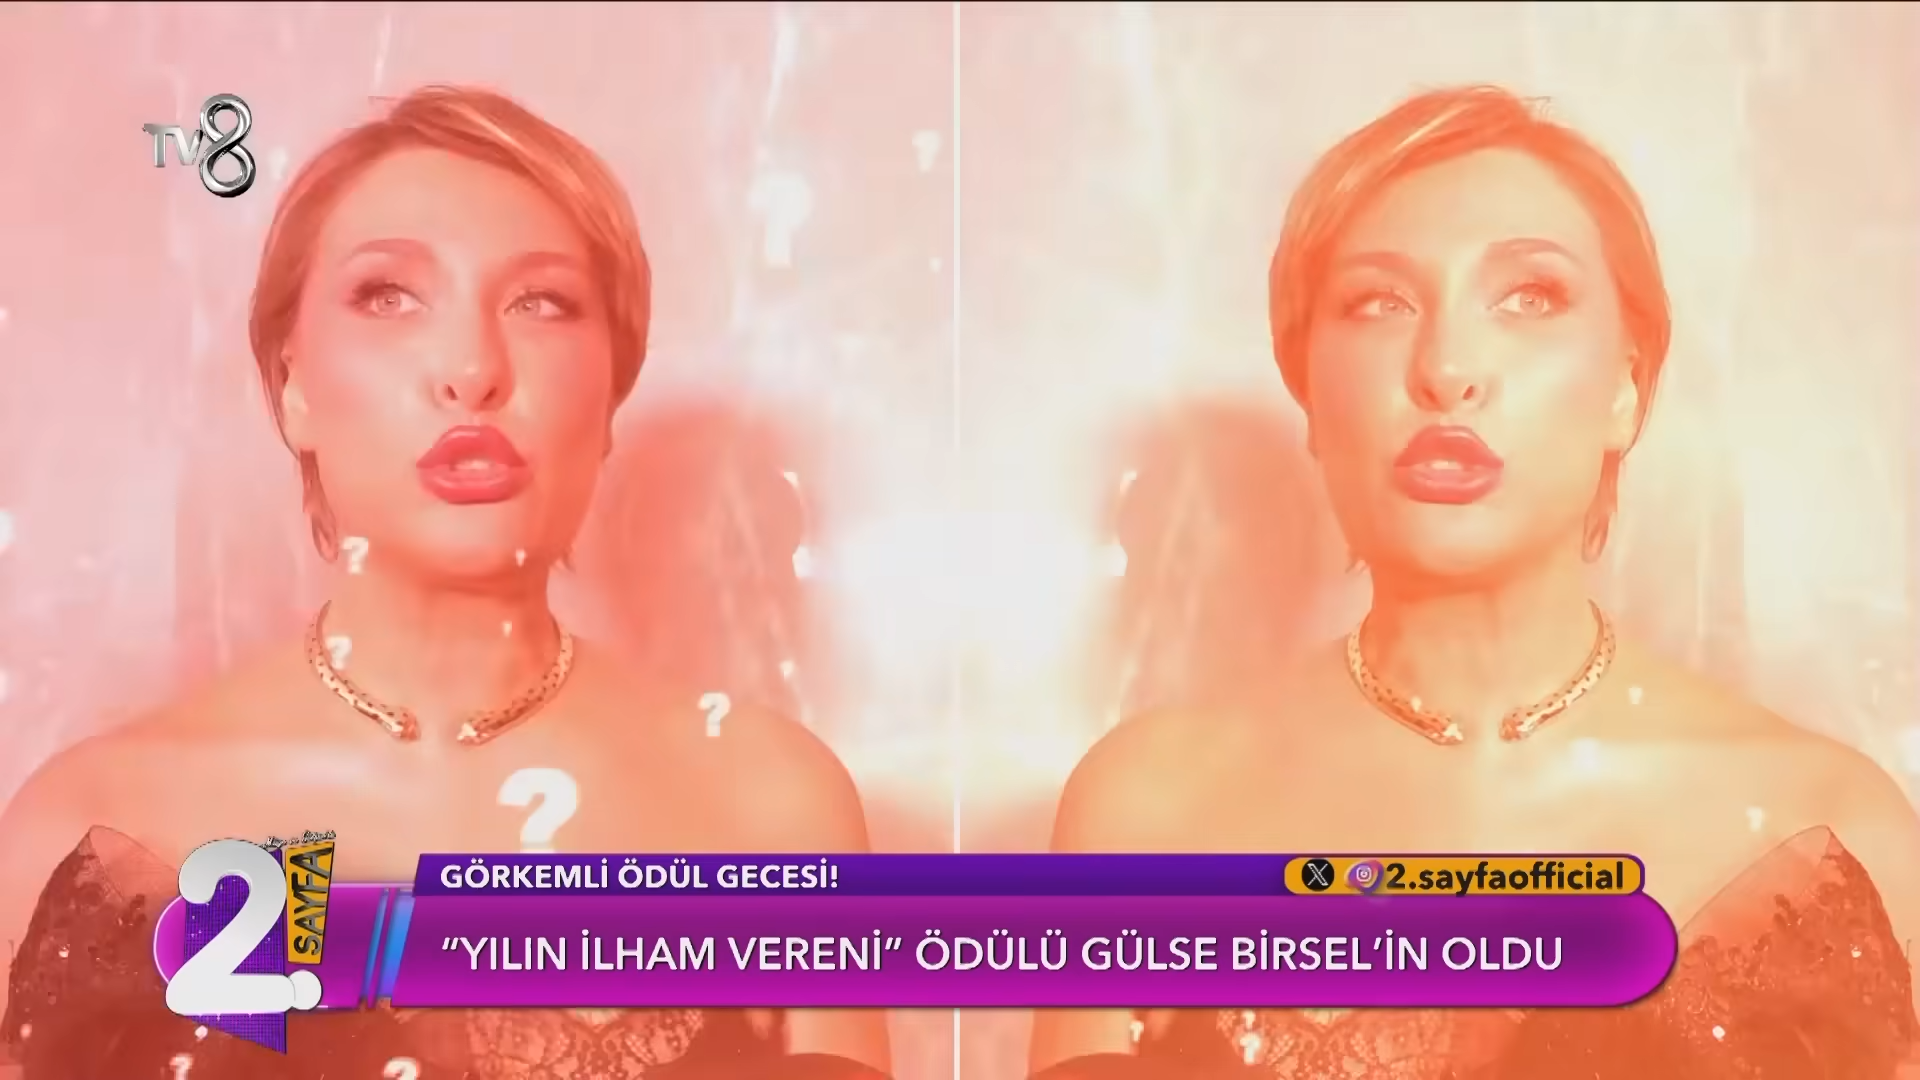 TV8
2. SAYFA
GÖRKEMLİ ÖDÜL GECESİ!
2.sayfaofficial
“YILIN İLHAM VERENİ” ÖDÜLÜ GÜLSE BİRSEL’İN OLDU